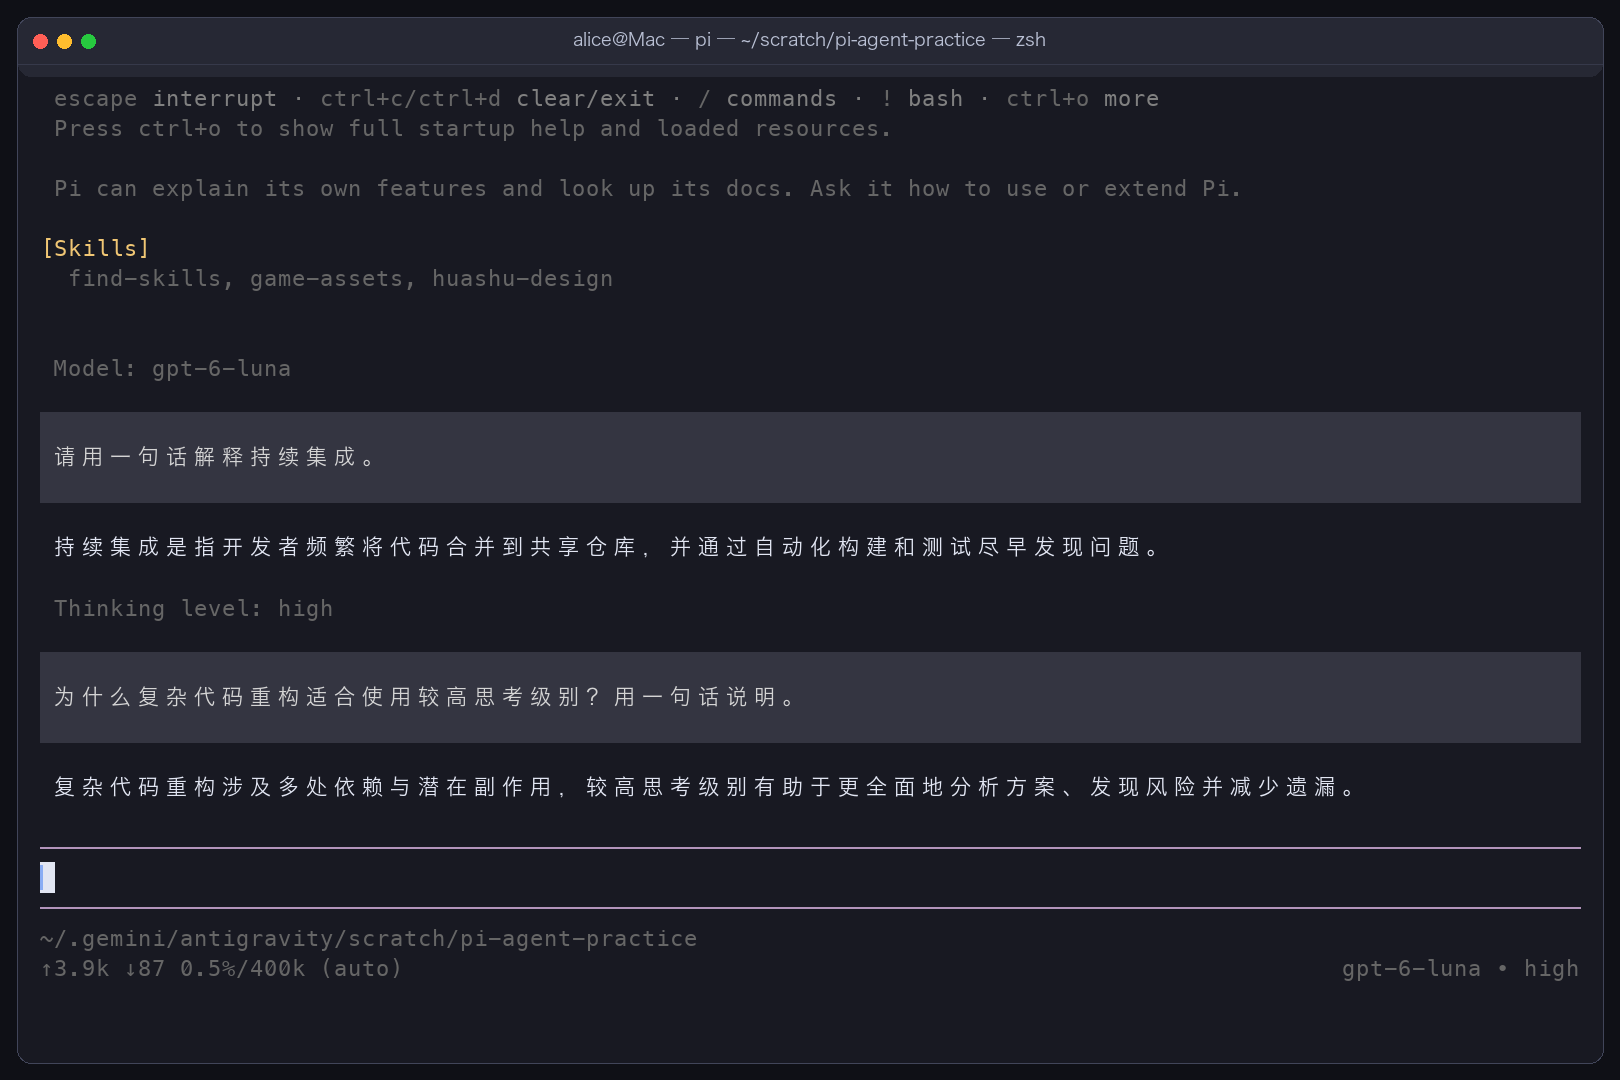 alice@Mac — pi — ~/scratch/pi-agent-practice — zsh
escape interrupt · ctrl+c/ctrl+d clear/exit · / commands · ! bash · ctrl+o more
Press ctrl+o to show full startup help and loaded resources.
Pi can explain its own features and look up its docs. Ask it how to use or extend Pi.
[Skills]
find-skills, game-assets, huashu-design
Model: gpt-6-luna
请用一句话解释持续集成。
持续集成是指开发者频繁将代码合并到共享仓库，并通过自动化构建和测试尽早发现问题。
Thinking level: high
为什么复杂代码重构适合使用较高思考级别？用一句话说明。
复杂代码重构涉及多处依赖与潜在副作用，较高思考级别有助于更全面地分析方案、发现风险并减少遗漏。
~/.gemini/antigravity/scratch/pi-agent-practice
↑3.9k ↓87 0.5%/400k (auto) gpt-6-luna • high